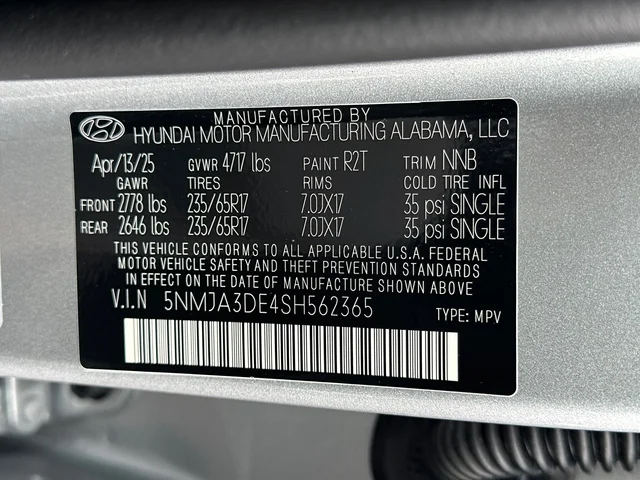 MANUFACTURED BY
HYUNDAI MOTOR MANUFACTURING ALABAMA, LLC
Apr/13/25 GVWR 4717 lbs PAINT R2T TRIM NNB
GAWR TIRES RIMS COLD TIRE INFL
FRONT 2778 lbs 235/65R17 7.0JX17 35 psi SINGLE
REAR 2646 lbs 235/65R17 7.0JX17 35 psi SINGLE
THIS VEHICLE CONFORMS TO ALL APPLICABLE U.S.A. FEDERAL
MOTOR VEHICLE SAFETY AND THEFT PREVENTION STANDARDS
IN EFFECT ON THE DATE OF MANUFACTURE SHOWN ABOVE
V.I.N 5NMJA3DE4SH562365
TYPE: MPV